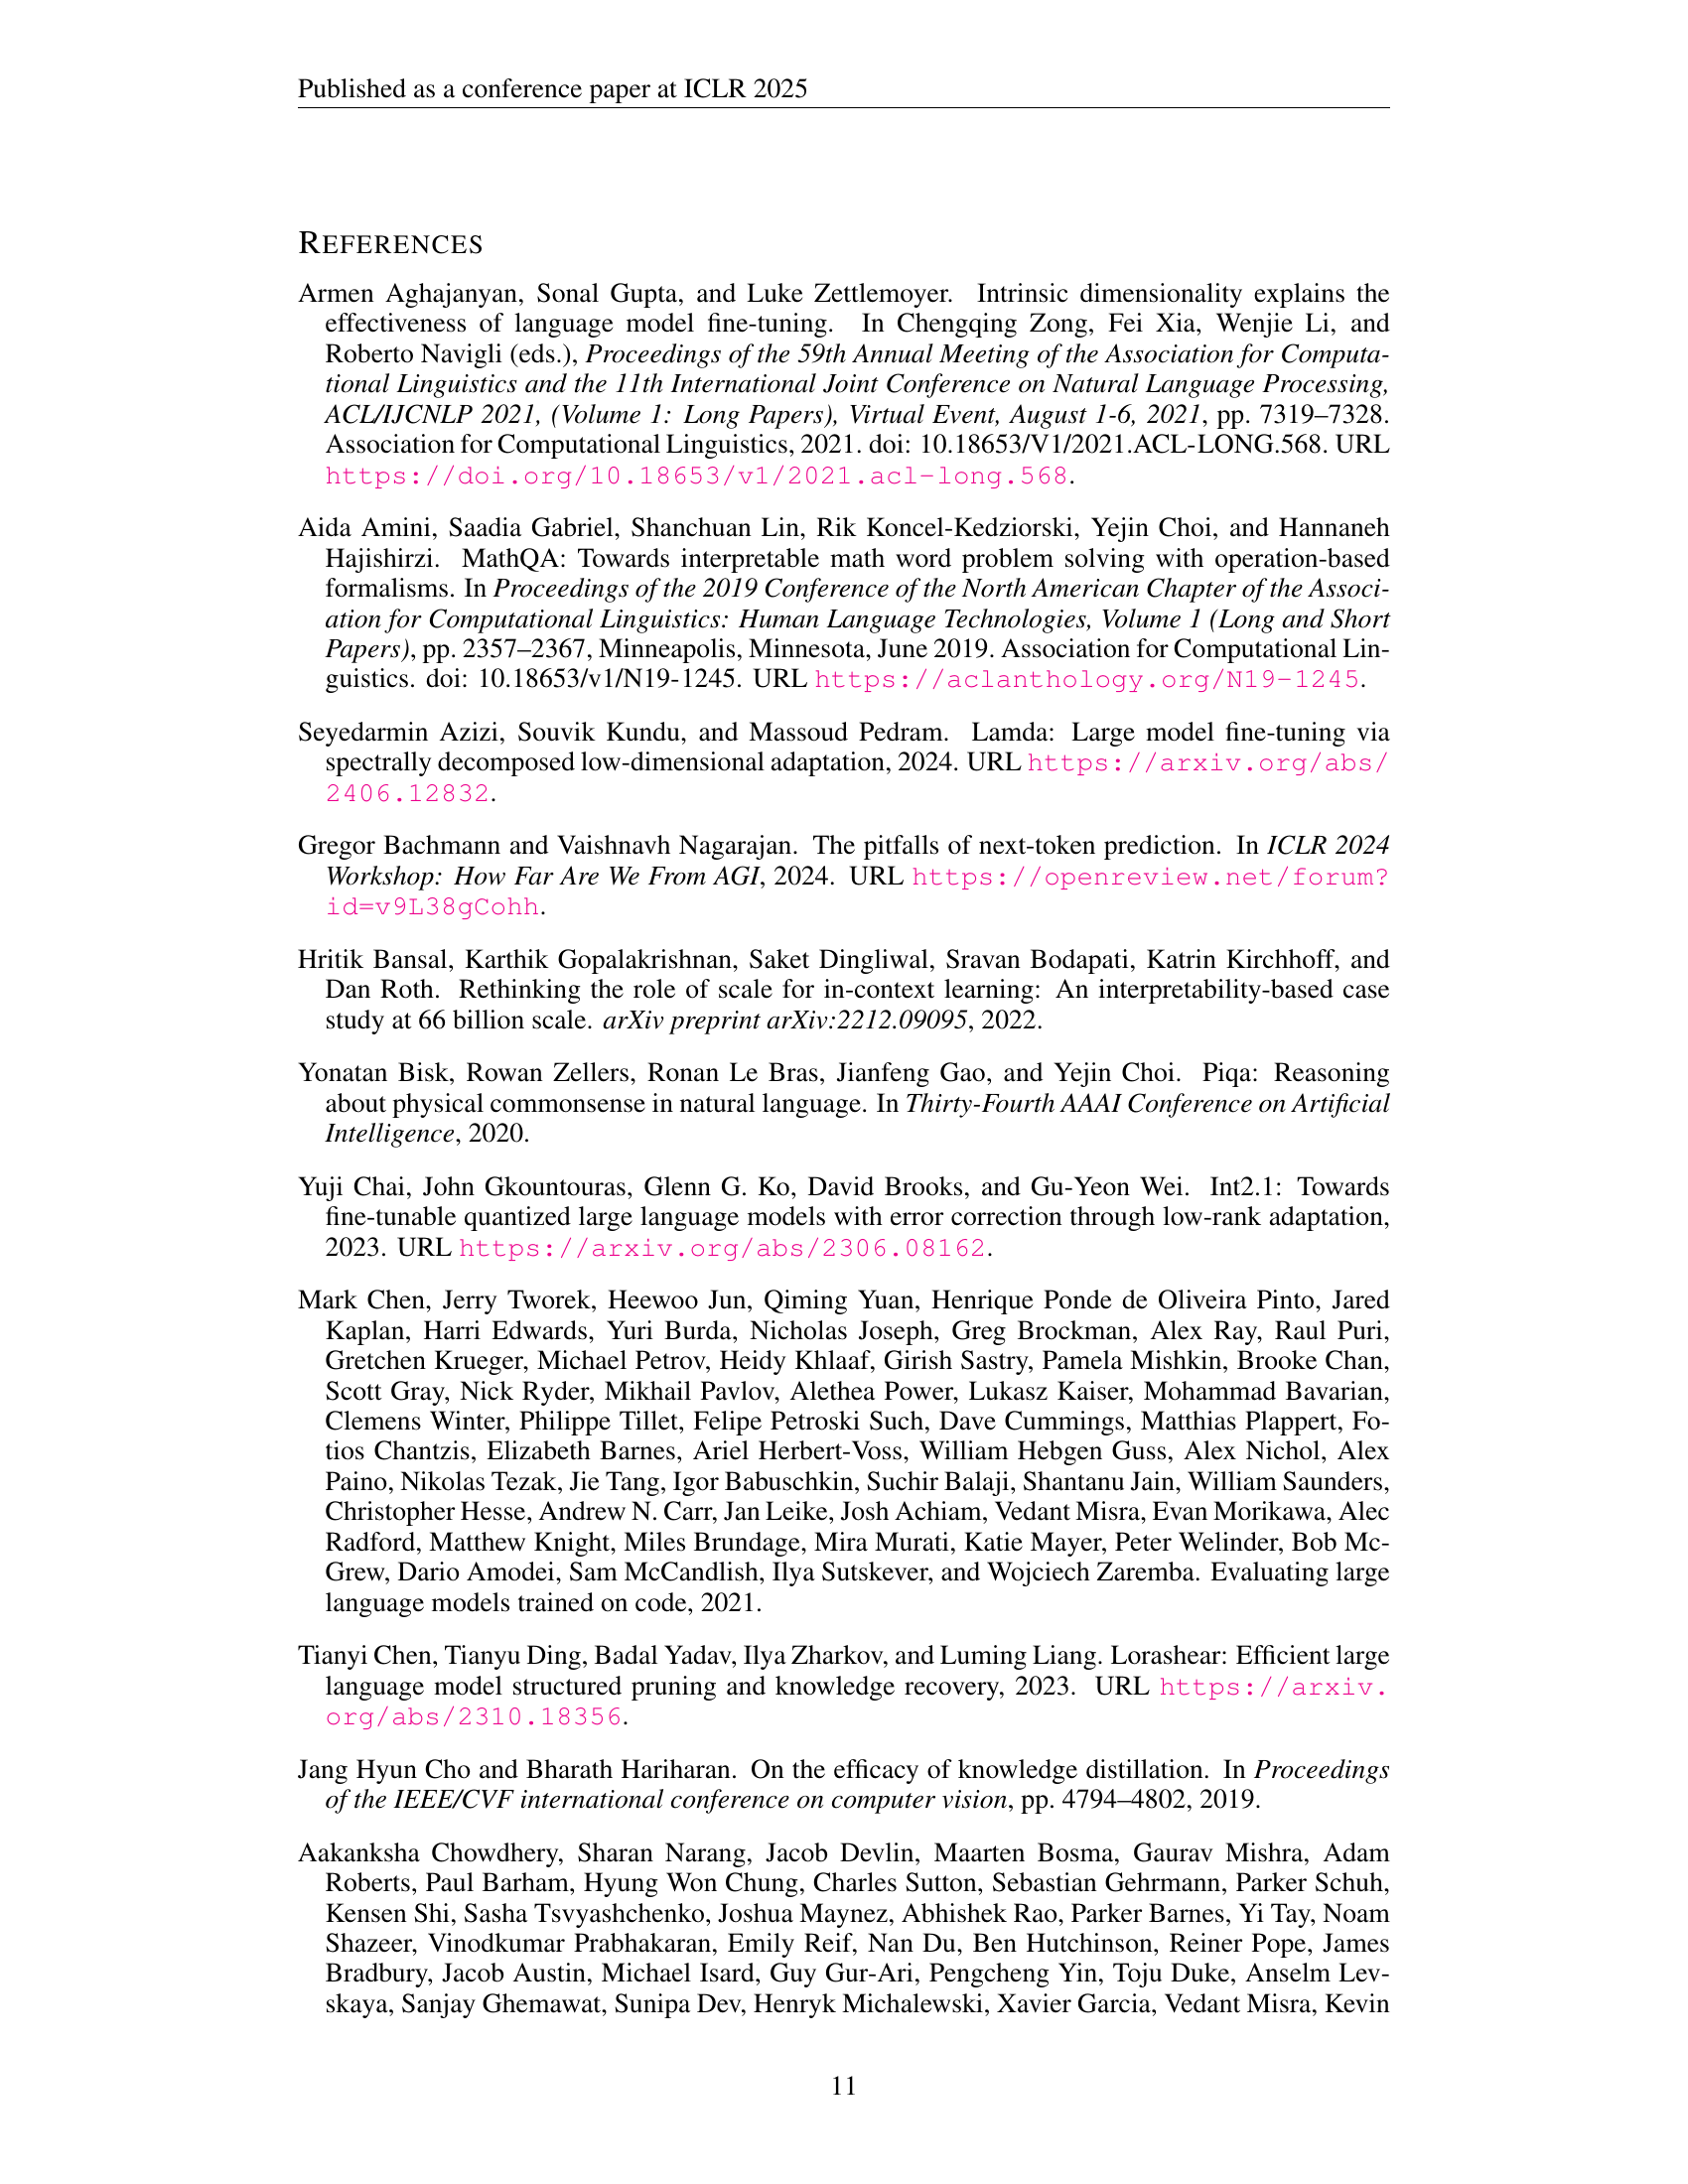 Published as a conference paper at ICLR 2025
REFERENCES
Armen Aghajanyan, Sonal Gupta, and Luke Zettlemoyer. Intrinsic dimensionality explains the
effectiveness of language model fine-tuning. In Chengqing Zong, Fei Xia, Wenjie Li, and
Roberto Navigli (eds.), Proceedings of the 59th Annual Meeting of the Association for Computa-
tional Linguistics and the 11th International Joint Conference on Natural Language Processing,
ACL/IJCNLP 2021, (Volume 1: Long Papers), Virtual Event, August 1-6, 2021, pp. 7319–7328.
Association for Computational Linguistics, 2021. doi: 10.18653/V1/2021.ACL-LONG.568. URL
https://doi.org/10.18653/v1/2021.acl-long.568.
Aida Amini, Saadia Gabriel, Shanchuan Lin, Rik Koncel-Kedziorski, Yejin Choi, and Hannaneh
Hajishirzi. MathQA: Towards interpretable math word problem solving with operation-based
formalisms. In Proceedings of the 2019 Conference of the North American Chapter of the Associ-
ation for Computational Linguistics: Human Language Technologies, Volume 1 (Long and Short
Papers), pp. 2357–2367, Minneapolis, Minnesota, June 2019. Association for Computational Lin-
guistics. doi: 10.18653/v1/N19-1245. URL https://aclanthology.org/N19-1245.
Seyedarmin Azizi, Souvik Kundu, and Massoud Pedram. Lamda: Large model fine-tuning via
spectrally decomposed low-dimensional adaptation, 2024. URL https://arxiv.org/abs/
2406.12832.
Gregor Bachmann and Vaishnavh Nagarajan. The pitfalls of next-token prediction. In ICLR 2024
Workshop: How Far Are We From AGI, 2024. URL https://openreview.net/forum?
id=v9L38gCohh.
Hritik Bansal, Karthik Gopalakrishnan, Saket Dingliwal, Sravan Bodapati, Katrin Kirchhoff, and
Dan Roth. Rethinking the role of scale for in-context learning: An interpretability-based case
study at 66 billion scale. arXiv preprint arXiv:2212.09095, 2022.
Yonatan Bisk, Rowan Zellers, Ronan Le Bras, Jianfeng Gao, and Yejin Choi. Piqa: Reasoning
about physical commonsense in natural language. In Thirty-Fourth AAAI Conference on Artificial
Intelligence, 2020.
Yuji Chai, John Gkountouras, Glenn G. Ko, David Brooks, and Gu-Yeon Wei. Int2.1: Towards
fine-tunable quantized large language models with error correction through low-rank adaptation,
2023. URL https://arxiv.org/abs/2306.08162.
Mark Chen, Jerry Tworek, Heewoo Jun, Qiming Yuan, Henrique Ponde de Oliveira Pinto, Jared
Kaplan, Harri Edwards, Yuri Burda, Nicholas Joseph, Greg Brockman, Alex Ray, Raul Puri,
Gretchen Krueger, Michael Petrov, Heidy Khlaaf, Girish Sastry, Pamela Mishkin, Brooke Chan,
Scott Gray, Nick Ryder, Mikhail Pavlov, Alethea Power, Lukasz Kaiser, Mohammad Bavarian,
Clemens Winter, Philippe Tillet, Felipe Petroski Such, Dave Cummings, Matthias Plappert, Fo-
tios Chantzis, Elizabeth Barnes, Ariel Herbert-Voss, William Hebgen Guss, Alex Nichol, Alex
Paino, Nikolas Tezak, Jie Tang, Igor Babuschkin, Suchir Balaji, Shantanu Jain, William Saunders,
Christopher Hesse, Andrew N. Carr, Jan Leike, Josh Achiam, Vedant Misra, Evan Morikawa, Alec
Radford, Matthew Knight, Miles Brundage, Mira Murati, Katie Mayer, Peter Welinder, Bob Mc-
Grew, Dario Amodei, Sam McCandlish, Ilya Sutskever, and Wojciech Zaremba. Evaluating large
language models trained on code, 2021.
Tianyi Chen, Tianyu Ding, Badal Yadav, Ilya Zharkov, and Luming Liang. Lorashear: Efficient large
language model structured pruning and knowledge recovery, 2023. URL https://arxiv.
org/abs/2310.18356.
Jang Hyun Cho and Bharath Hariharan. On the efficacy of knowledge distillation. In Proceedings
of the IEEE/CVF international conference on computer vision, pp. 4794–4802, 2019.
Aakanksha Chowdhery, Sharan Narang, Jacob Devlin, Maarten Bosma, Gaurav Mishra, Adam
Roberts, Paul Barham, Hyung Won Chung, Charles Sutton, Sebastian Gehrmann, Parker Schuh,
Kensen Shi, Sasha Tsvyashchenko, Joshua Maynez, Abhishek Rao, Parker Barnes, Yi Tay, Noam
Shazeer, Vinodkumar Prabhakaran, Emily Reif, Nan Du, Ben Hutchinson, Reiner Pope, James
Bradbury, Jacob Austin, Michael Isard, Guy Gur-Ari, Pengcheng Yin, Toju Duke, Anselm Lev-
skaya, Sanjay Ghemawat, Sunipa Dev, Henryk Michalewski, Xavier Garcia, Vedant Misra, Kevin
11